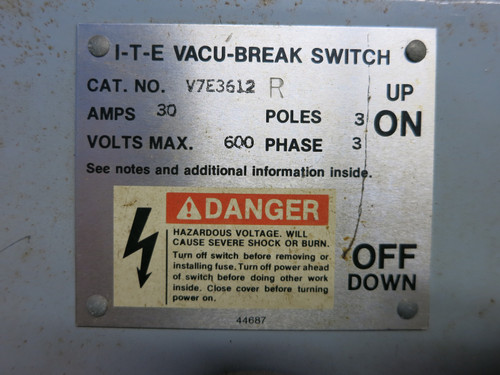 I-T-E VACU-BREAK SWITCH
CAT. NO. V7E3612 R
UP
ON
AMPS 30 POLES 3
VOLTS MAX. 600 PHASE 3
See notes and additional information inside.
DANGER
HAZARDOUS VOLTAGE. WILL
CAUSE SEVERE SHOCK OR BURN.
Turn off switch before removing or
installing fuse. Turn off power ahead
of switch before doing other work
inside. Close cover before turning
power on.
OFF
DOWN
44687